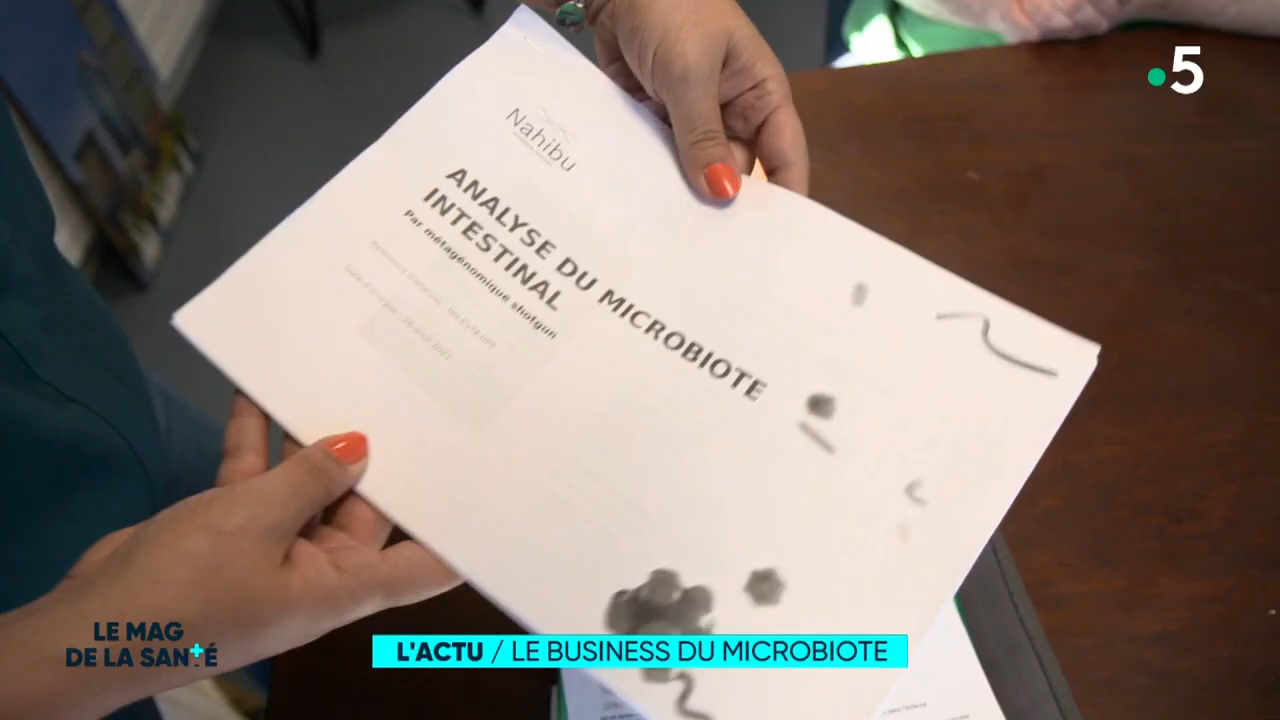 5
Nahibu
ANALYSE DU MICROBIOTE
INTESTINAL
Par métagénomique shotgun
LE MAG
DE LA SANTÉ
L'ACTU / LE BUSINESS DU MICROBIOTE